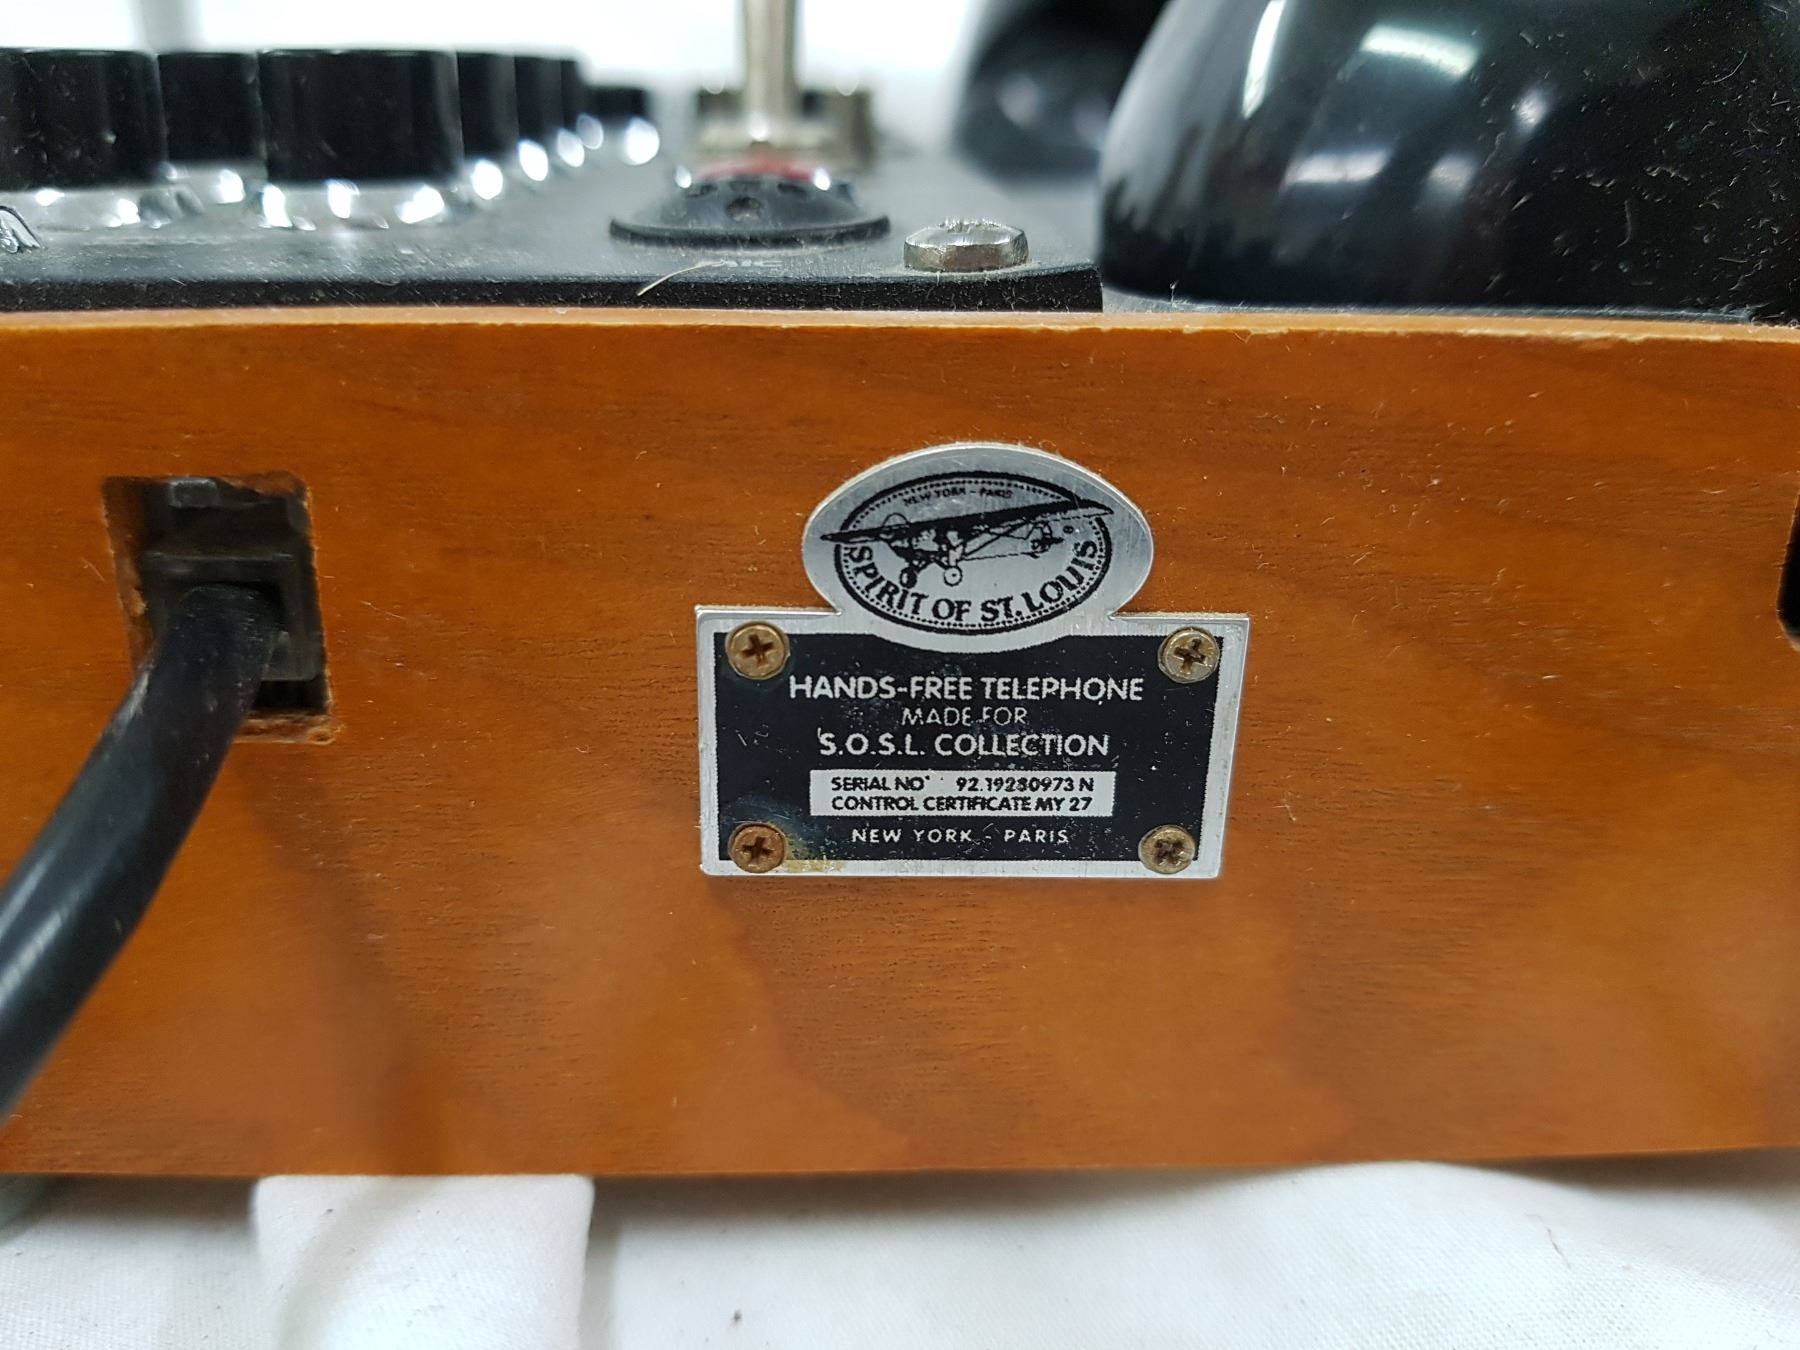 NEW YORK - PARIS
SPIRIT OF ST. LOUIS
HANDS-FREE TELEPHONE
MADE FOR
S.O.S.L. COLLECTION
SERIAL NO 92.19280973 N
CONTROL CERTIFICATE MY 27
NEW YORK - PARIS